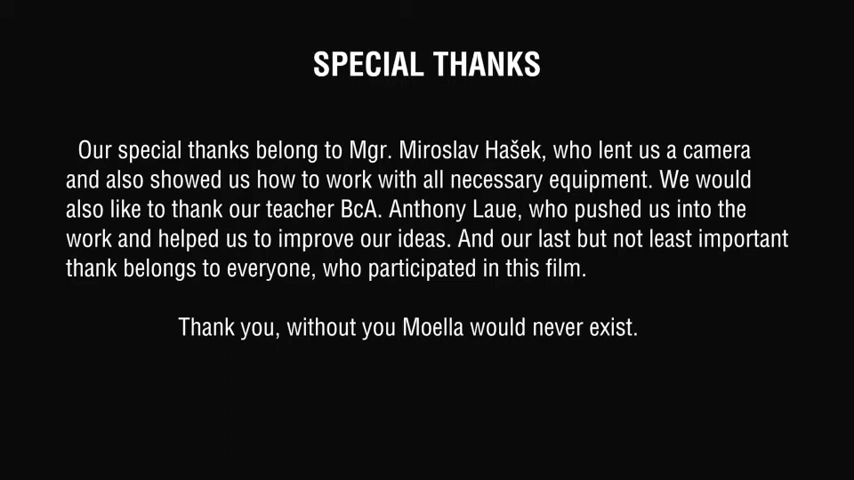 SPECIAL THANKS
Our special thanks belong to Mgr. Miroslav Hašek, who lent us a camera
and also showed us how to work with all necessary equipment. We would
also like to thank our teacher BcA. Anthony Laue, who pushed us into the
work and helped us to improve our ideas. And our last but not least important
thank belongs to everyone, who participated in this film.
Thank you, without you Moella would never exist.